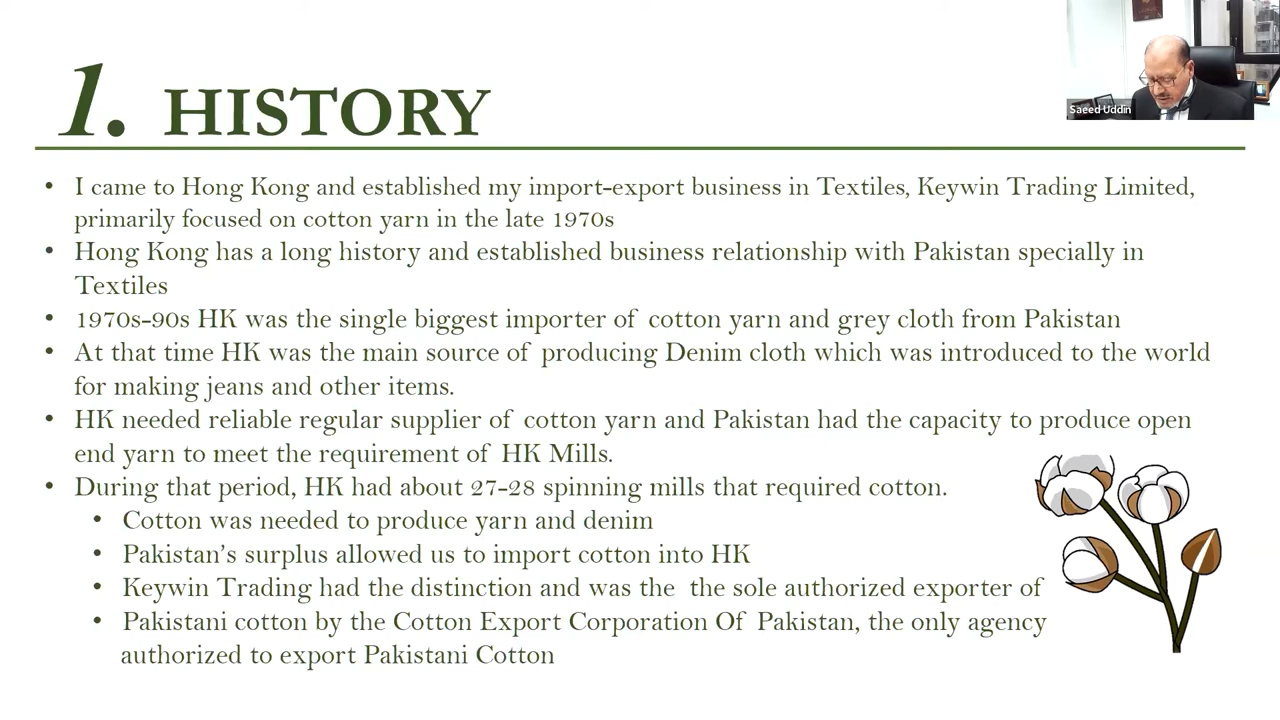 1. HISTORY
Saeed Uddin
• I came to Hong Kong and established my import-export business in Textiles, Keywin Trading Limited,
primarily focused on cotton yarn in the late 1970s
• Hong Kong has a long history and established business relationship with Pakistan specially in
Textiles
• 1970s-90s HK was the single biggest importer of cotton yarn and grey cloth from Pakistan
• At that time HK was the main source of producing Denim cloth which was introduced to the world
for making jeans and other items.
• HK needed reliable regular supplier of cotton yarn and Pakistan had the capacity to produce open
end yarn to meet the requirement of HK Mills.
• During that period, HK had about 27-28 spinning mills that required cotton.
• Cotton was needed to produce yarn and denim
• Pakistan's surplus allowed us to import cotton into HK
• Keywin Trading had the distinction and was the the sole authorized exporter of
• Pakistani cotton by the Cotton Export Corporation Of Pakistan, the only agency
authorized to export Pakistani Cotton